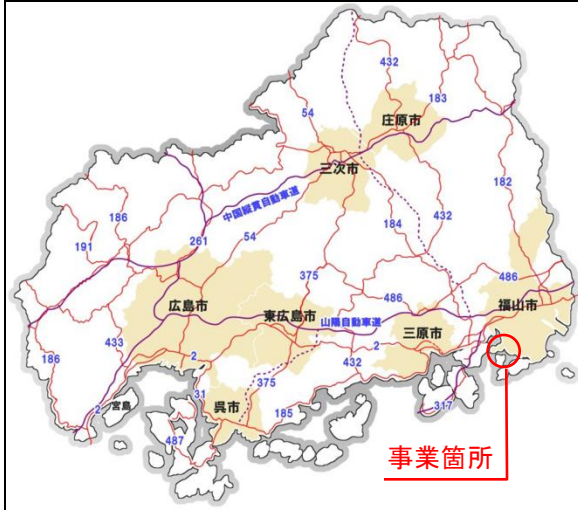 432
183
54
庄原市
三次市
182
中国縦貫自動車道
184
432
186
191
261
54
375
486
486
広島市
東広島市
山陽自動車道
三原市
福山市
186
433
2
2
432
375
31
185
317
2
宮島
呉市
487
事業箇所